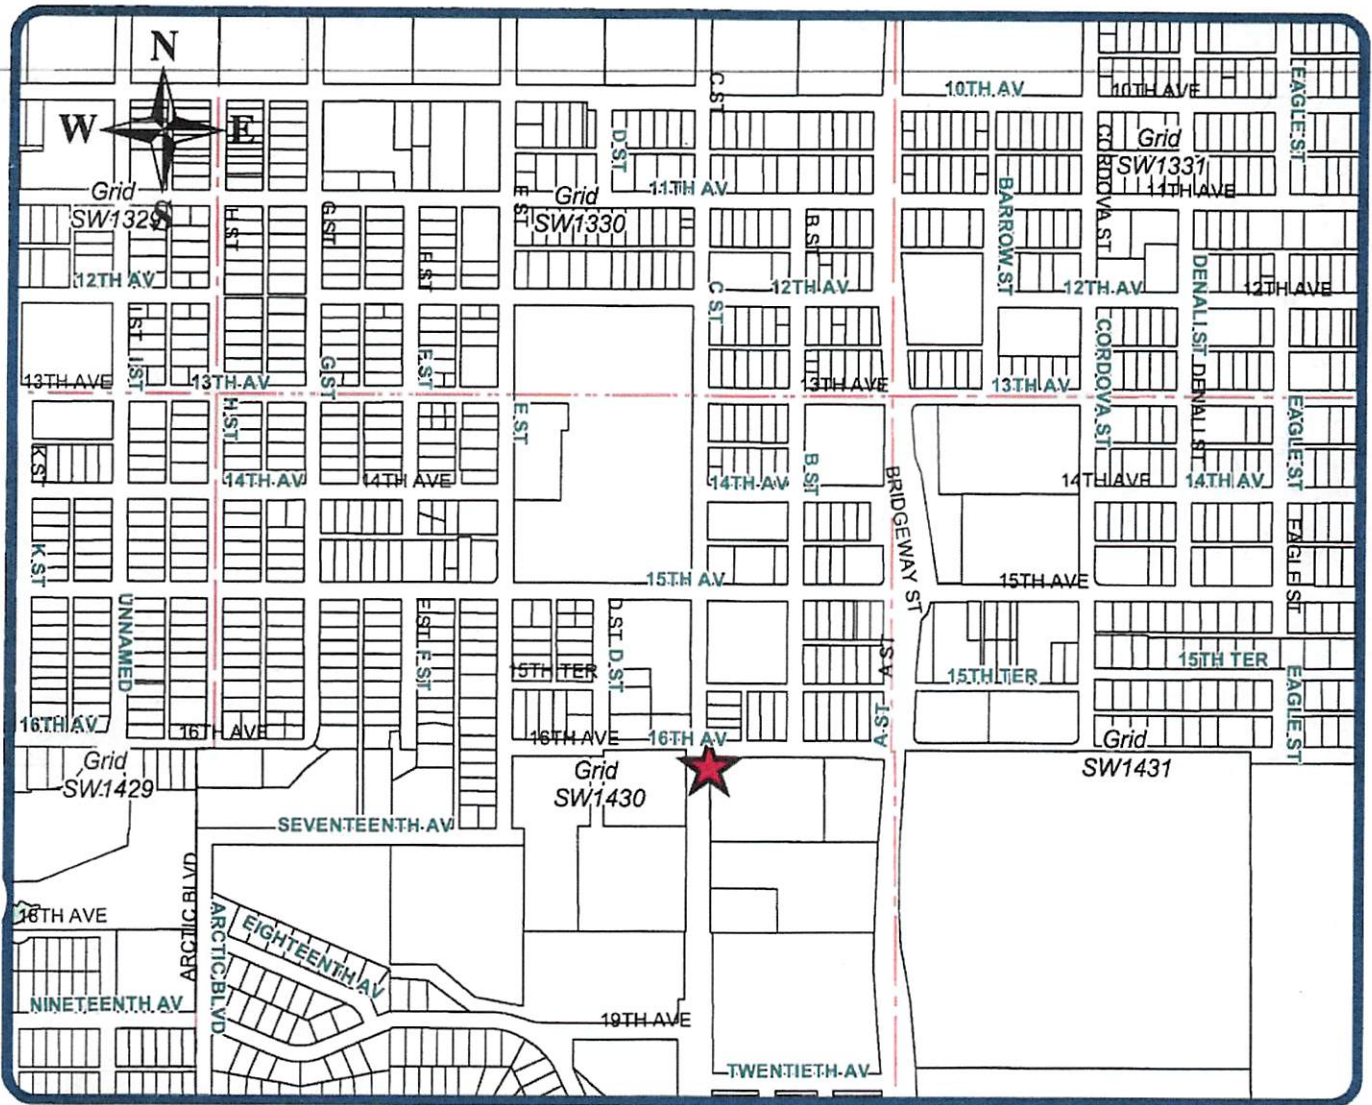 N
C ST
10TH AV
10TH AVE
EAGLE ST
W
E
D ST
CORDOVA ST
Grid
SW1331
Grid
SW1329
S
H ST
G ST
E ST
Grid
SW1330
11TH AV
B ST
BARROW ST
11TH AVE
F ST
12TH AV
C ST
12TH AV
12TH AV
DENALI ST
12TH AVE
I ST
I ST
13TH AVE
13TH AV
G ST
F ST
13TH AVE
13TH AV
CORDOVA ST
DENALI ST
H ST
E ST
EAGLE ST
K ST
14TH AV
14TH AVE
14TH AV
B ST
BRIDGEWAY ST
14TH AVE
14TH AV
K ST
15TH AV
15TH AVE
EAGLE ST
UNNAMED
F ST
F ST
D ST
D ST
15TH TER
A ST
15TH TER
15TH TER
EAGLE ST
16TH AV
16TH AVE
16TH AVE
16TH AV
A ST
Grid
SW1429
Grid
SW1430
Grid
SW1431
SEVENTEENTH AV
ARCTIC BLVD
18TH AVE
ARCTIC BLVD
EIGHTEENTH AV
NINETEENTH AV
19TH AVE
TWENTIETH AV